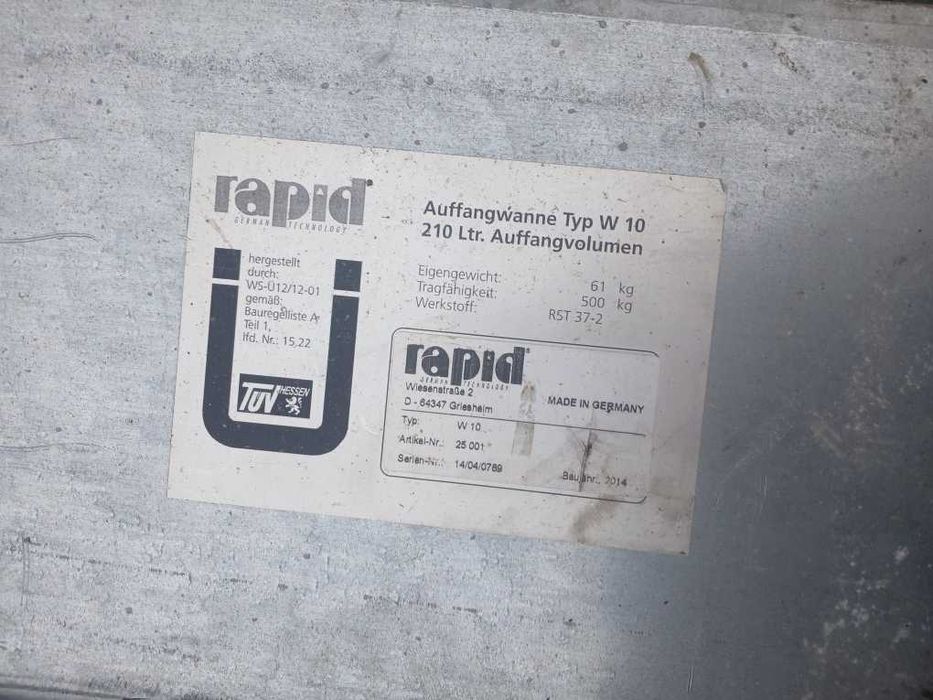 rapid
GERMAN TECHNOLOGY
Auffangwanne Typ W 10
210 Ltr. Auffangvolumen
Eigengewicht: 61 kg
Tragfähigkeit: 500 kg
Werkstoff: RST 37-2
hergestellt
durch:
WS-Ü12/12-01
gemäß:
Bauregelliste A
Teil 1,
lfd. Nr.: 15.22
Ü
TÜV HESSEN
rapid
GERMAN TECHNOLOGY
Wiesenstraße 2
D - 64347 Griesheim
MADE IN GERMANY
Typ: W 10
Artikel-Nr.: 25 001
Serien-Nr.: 14/04/0769
Baujahr.: 2014